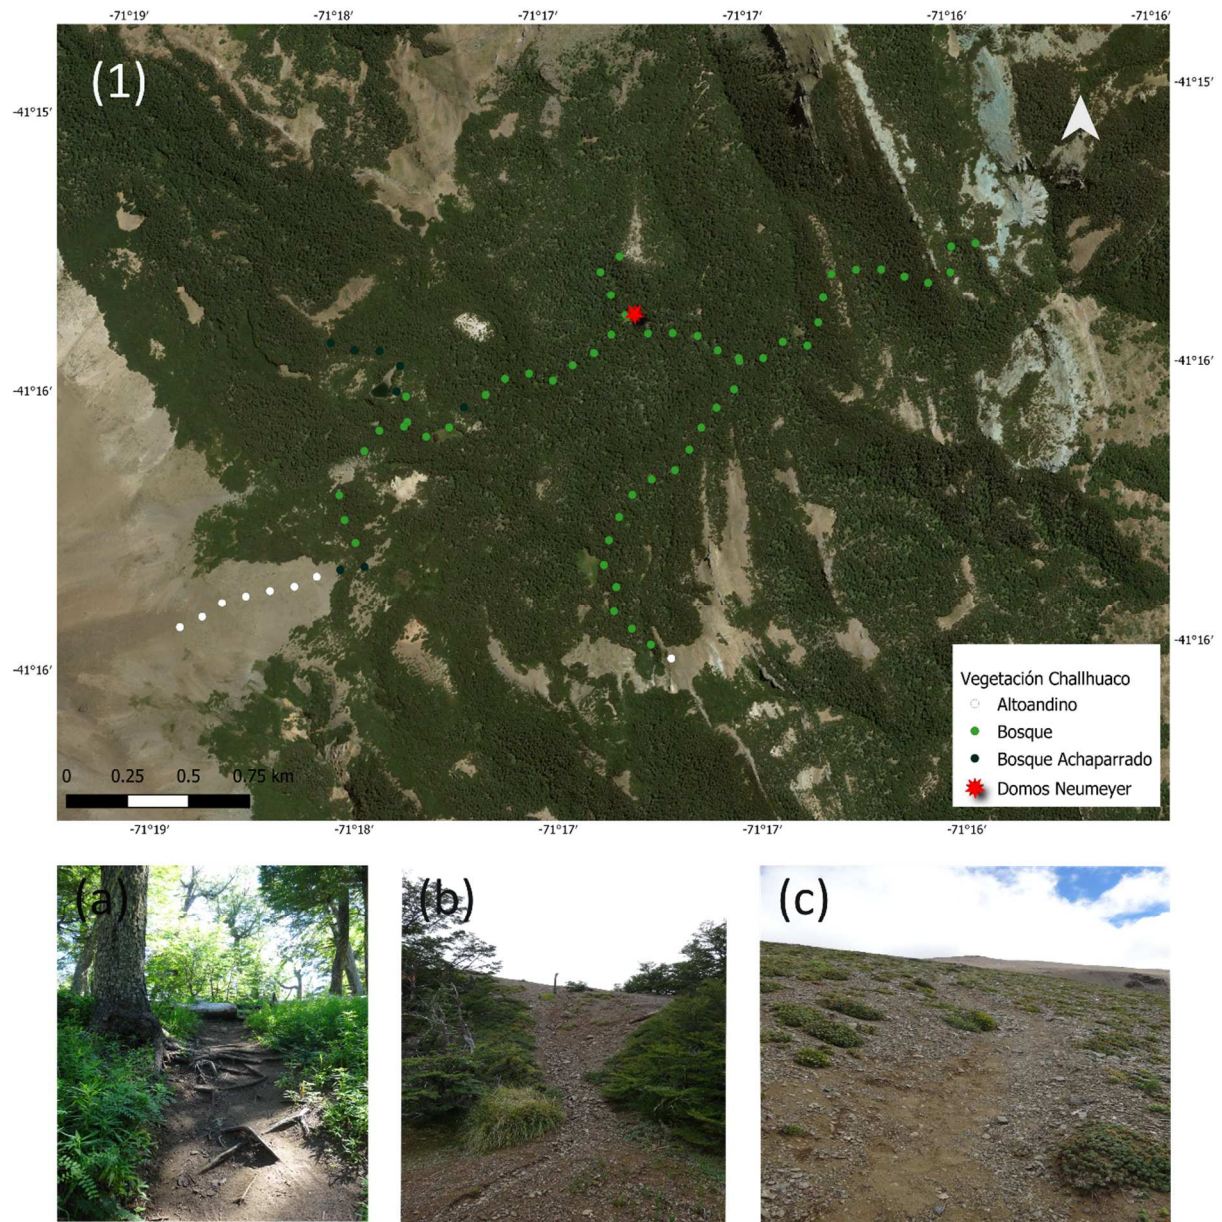 -71°19′ -71°18′ -71°17′ -71°17′ -71°16′ -71°16′
(1)
-41°15′ -41°15′
-41°16′ -41°16′
-41°16′ -41°16′
Vegetación Challhuaco
Altoandino
Bosque
Bosque Achaparrado
Domos Neumeyer
0 0.25 0.5 0.75 km
-71°19′ -71°18′ -71°17′ -71°17′ -71°16′
(a) (b) (c)